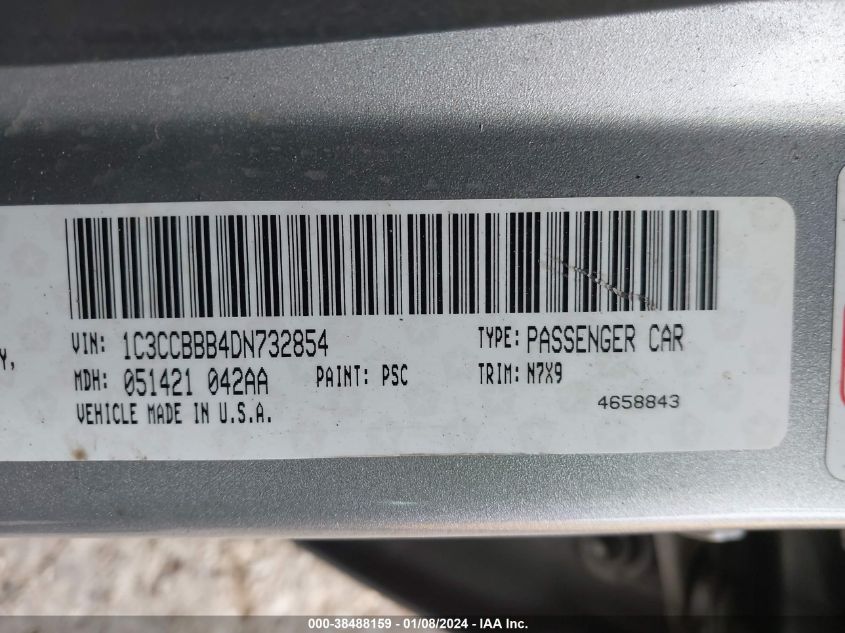 VIN: 1C3CCBBB4DN732854 TYPE: PASSENGER CAR
Y, MDH: 051421 042AA PAINT: PSC TRIM: N7X9
VEHICLE MADE IN U.S.A. 4658843
000-38488159 - 01/08/2024 - IAA Inc.